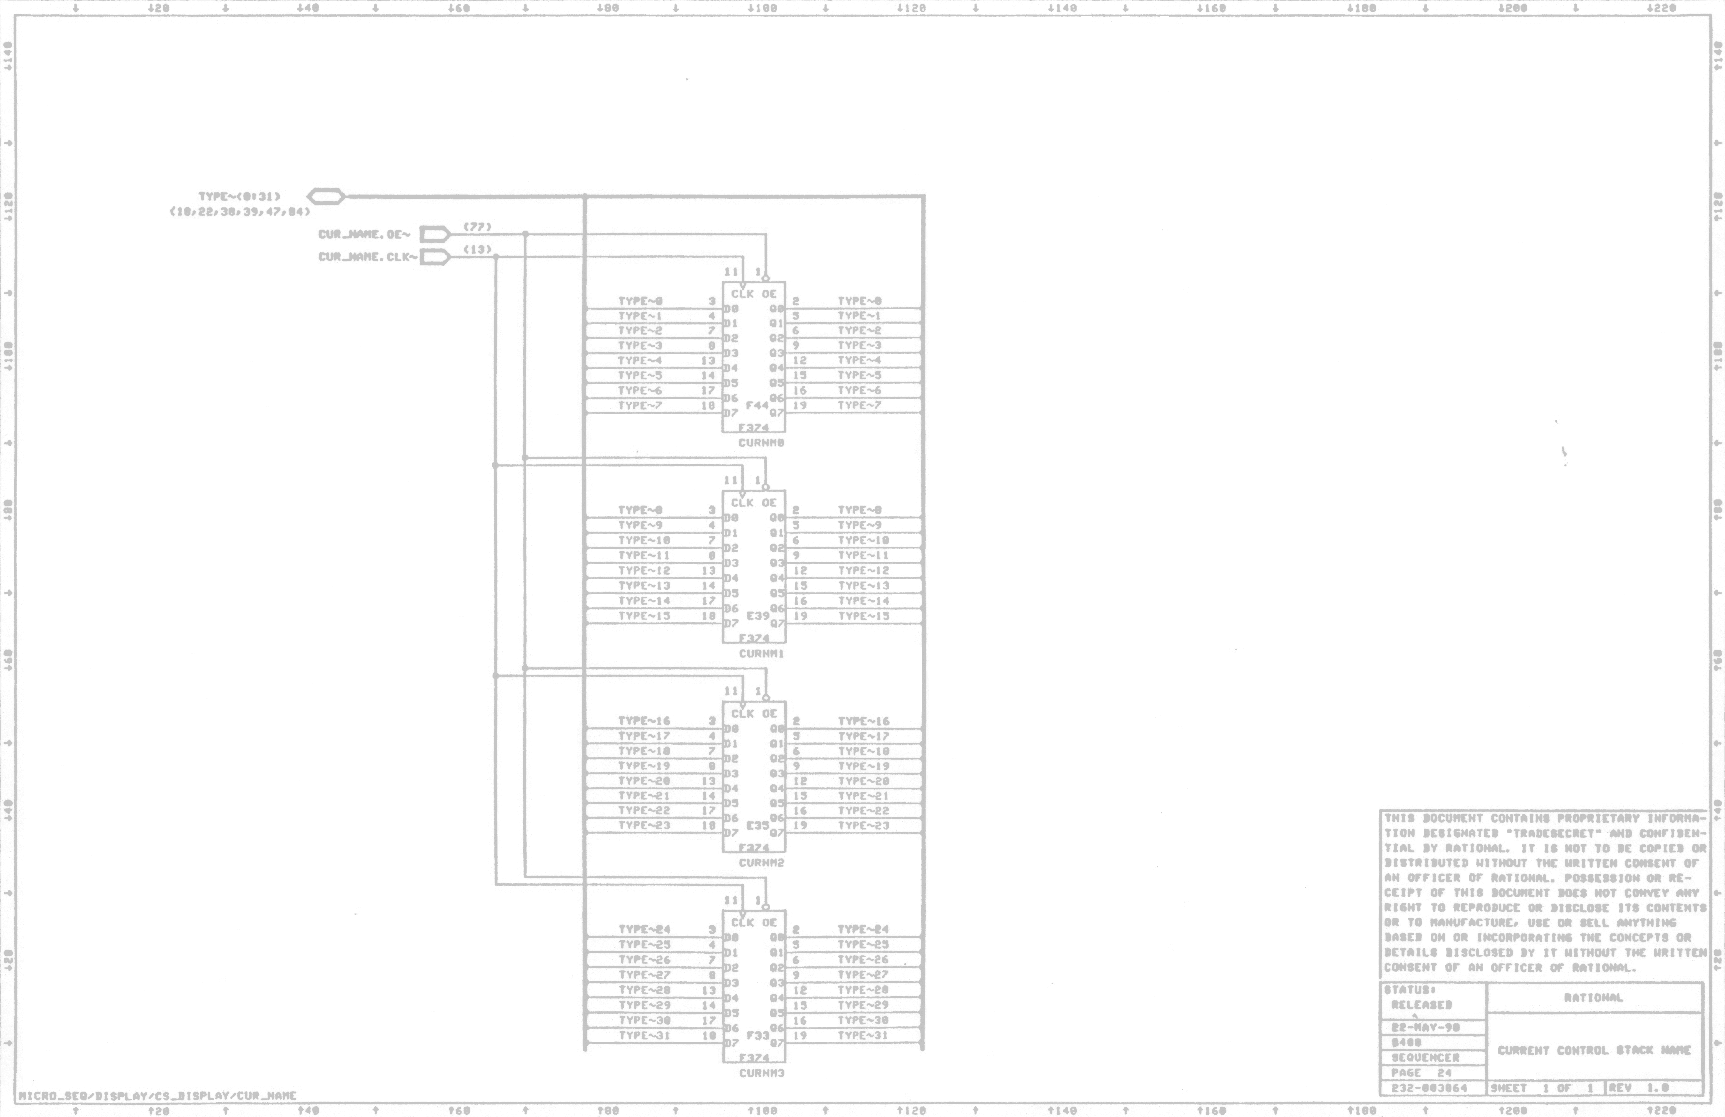 ↓20 ↓40 ↓60 ↓80 ↓100 ↓120 ↓140 ↓160 ↓180 ↓200 ↓220
TYPE~(0:31)
(18,22,38,39,47,84)
CUR_NAME.OE~ (77)
CUR_NAME.CLK~ (13)
11 1
CLK OE
TYPE~0 3 D0 Q0 2 TYPE~0
TYPE~1 4 D1 Q1 5 TYPE~1
TYPE~2 7 D2 Q2 6 TYPE~2
TYPE~3 8 D3 Q3 9 TYPE~3
TYPE~4 13 D4 Q4 12 TYPE~4
TYPE~5 14 D5 Q5 15 TYPE~5
TYPE~6 17 D6 Q6 16 TYPE~6
TYPE~7 18 D7 F44 Q7 19 TYPE~7
F374
CURNM0
11 1
CLK OE
TYPE~8 3 D0 Q0 2 TYPE~8
TYPE~9 4 D1 Q1 5 TYPE~9
TYPE~10 7 D2 Q2 6 TYPE~10
TYPE~11 8 D3 Q3 9 TYPE~11
TYPE~12 13 D4 Q4 12 TYPE~12
TYPE~13 14 D5 Q5 15 TYPE~13
TYPE~14 17 D6 Q6 16 TYPE~14
TYPE~15 18 D7 E39 Q7 19 TYPE~15
F374
CURNM1
11 1
CLK OE
TYPE~16 3 D0 Q0 2 TYPE~16
TYPE~17 4 D1 Q1 5 TYPE~17
TYPE~18 7 D2 Q2 6 TYPE~18
TYPE~19 8 D3 Q3 9 TYPE~19
TYPE~20 13 D4 Q4 12 TYPE~20
TYPE~21 14 D5 Q5 15 TYPE~21
TYPE~22 17 D6 Q6 16 TYPE~22
TYPE~23 18 D7 E35 Q7 19 TYPE~23
F374
CURNM2
11 1
CLK OE
TYPE~24 3 D0 Q0 2 TYPE~24
TYPE~25 4 D1 Q1 5 TYPE~25
TYPE~26 7 D2 Q2 6 TYPE~26
TYPE~27 8 D3 Q3 9 TYPE~27
TYPE~28 13 D4 Q4 12 TYPE~28
TYPE~29 14 D5 Q5 15 TYPE~29
TYPE~30 17 D6 Q6 16 TYPE~30
TYPE~31 18 D7 F33 Q7 19 TYPE~31
F374
CURNM3
THIS DOCUMENT CONTAINS PROPRIETARY INFORMA-
TION DESIGNATED "TRADESECRET" AND CONFIDEN-
TIAL BY RATIONAL. IT IS NOT TO BE COPIED OR
DISTRIBUTED WITHOUT THE WRITTEN CONSENT OF
AN OFFICER OF RATIONAL. POSSESSION OR RE-
CEIPT OF THIS DOCUMENT DOES NOT CONVEY ANY
RIGHT TO REPRODUCE OR DISCLOSE ITS CONTENTS
OR TO MANUFACTURE, USE OR SELL ANYTHING
BASED ON OR INCORPORATING THE CONCEPTS OR
DETAILS DISCLOSED BY IT WITHOUT THE WRITTEN
CONSENT OF AN OFFICER OF RATIONAL.
STATUS:
RELEASED
RATIONAL
22-MAY-90
S400
SEQUENCER
CURRENT CONTROL STACK NAME
PAGE 24
232-003064 SHEET 1 OF 1 REV 1.0
MICRO_SEQ/DISPLAY/CS_DISPLAY/CUR_NAME
↑20 ↑40 ↑60 ↑80 ↑100 ↑120 ↑140 ↑160 ↑180 ↑200 ↑220